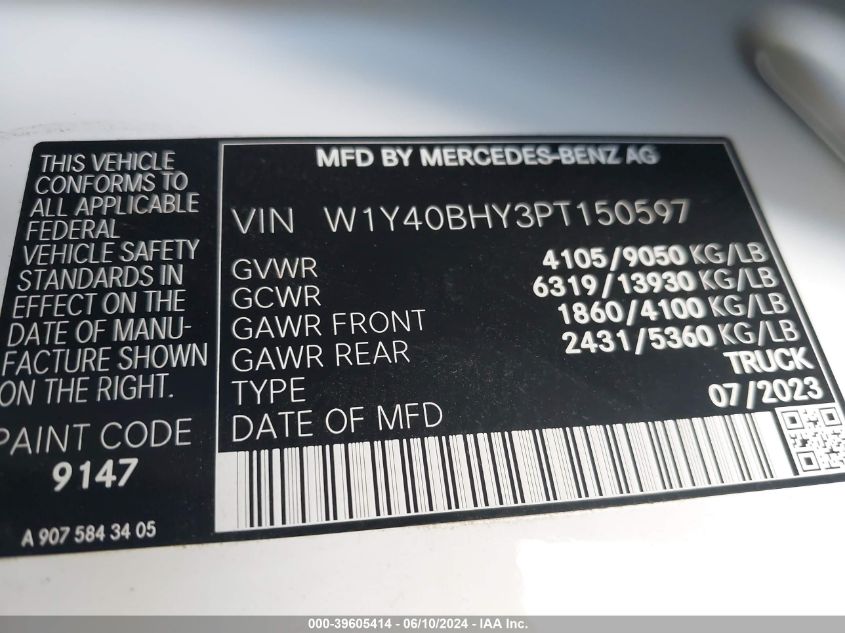 THIS VEHICLE
CONFORMS TO
ALL APPLICABLE
FEDERAL
VEHICLE SAFETY
STANDARDS IN
EFFECT ON THE
DATE OF MANU-
FACTURE SHOWN
ON THE RIGHT.
PAINT CODE
9147
A 907 584 34 05
MFD BY MERCEDES-BENZ AG
VIN W1Y40BHY3PT150597
GVWR 4105/9050 KG/LB
GCWR 6319/13930 KG/LB
GAWR FRONT 1860/4100 KG/LB
GAWR REAR 2431/5360 KG/LB
TYPE TRUCK
DATE OF MFD 07/2023
000-39605414 - 06/10/2024 - IAA Inc.